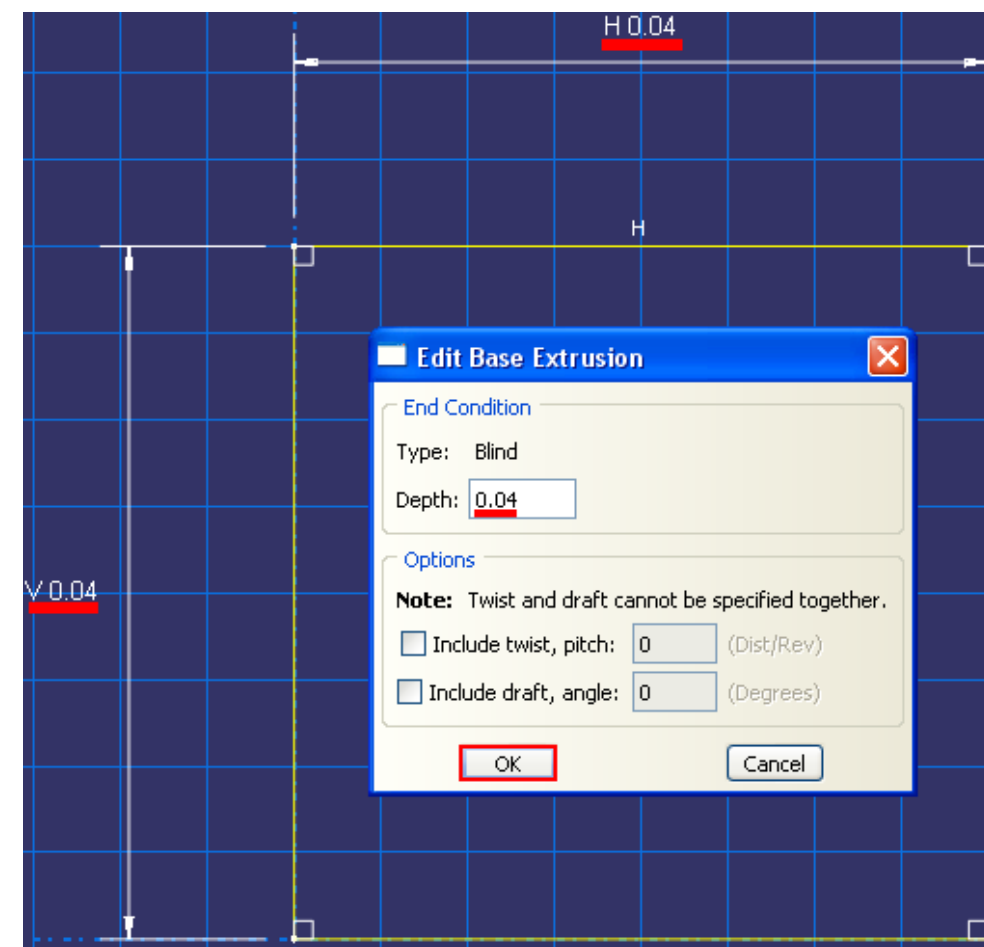 H 0.04
H
Edit Base Extrusion
End Condition
Type: Blind
Depth: 0.04
V 0.04
Options
Note: Twist and draft cannot be specified together.
Include twist, pitch: 0 (Dist/Rev)
Include draft, angle: 0 (Degrees)
OK Cancel